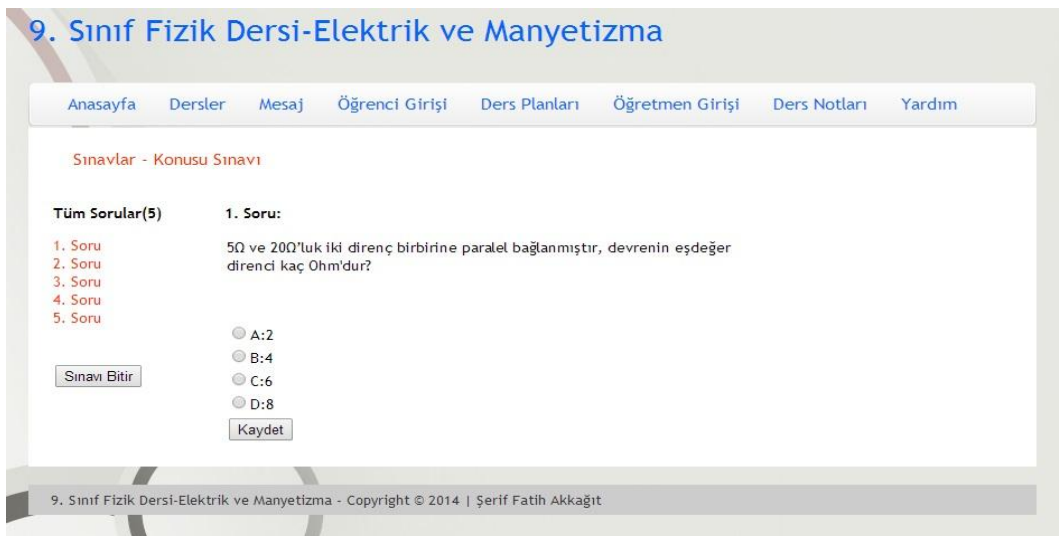 9. Sınıf Fizik Dersi-Elektrik ve Manyetizma
Anasayfa Dersler Mesaj Öğrenci Girişi Ders Planları Öğretmen Girişi Ders Notları Yardım
Sınavlar - Konusu Sınavı
Tüm Sorular(5)
1. Soru
2. Soru
3. Soru
4. Soru
5. Soru
Sınavı Bitir
1. Soru:
5Ω ve 20Ω'luk iki direnç birbirine paralel bağlanmıştır, devrenin eşdeğer
direnci kaç Ohm'dur?
A:2
B:4
C:6
D:8
Kaydet
9. Sınıf Fizik Dersi-Elektrik ve Manyetizma - Copyright © 2014 | Şerif Fatih Akkağıt